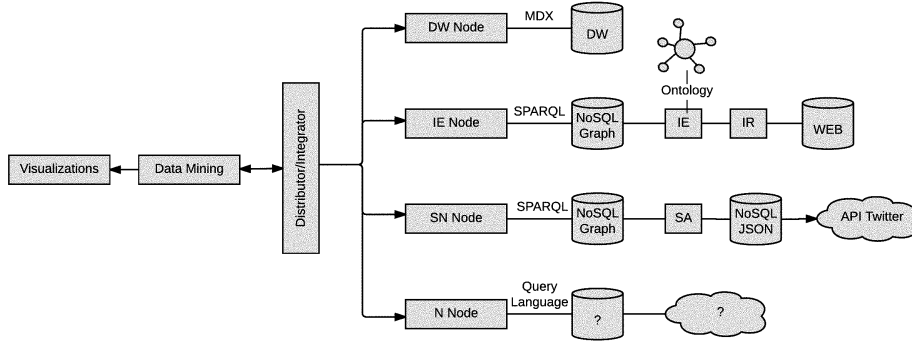 MDX
DW Node
DW
Ontology
SPARQL
IE Node
NoSQL
Graph
IE
IR
WEB
Visualizations
Data Mining
Distributor/Integrator
SPARQL
SN Node
NoSQL
Graph
SA
NoSQL
JSON
API Twitter
Query
Language
N Node
?
?